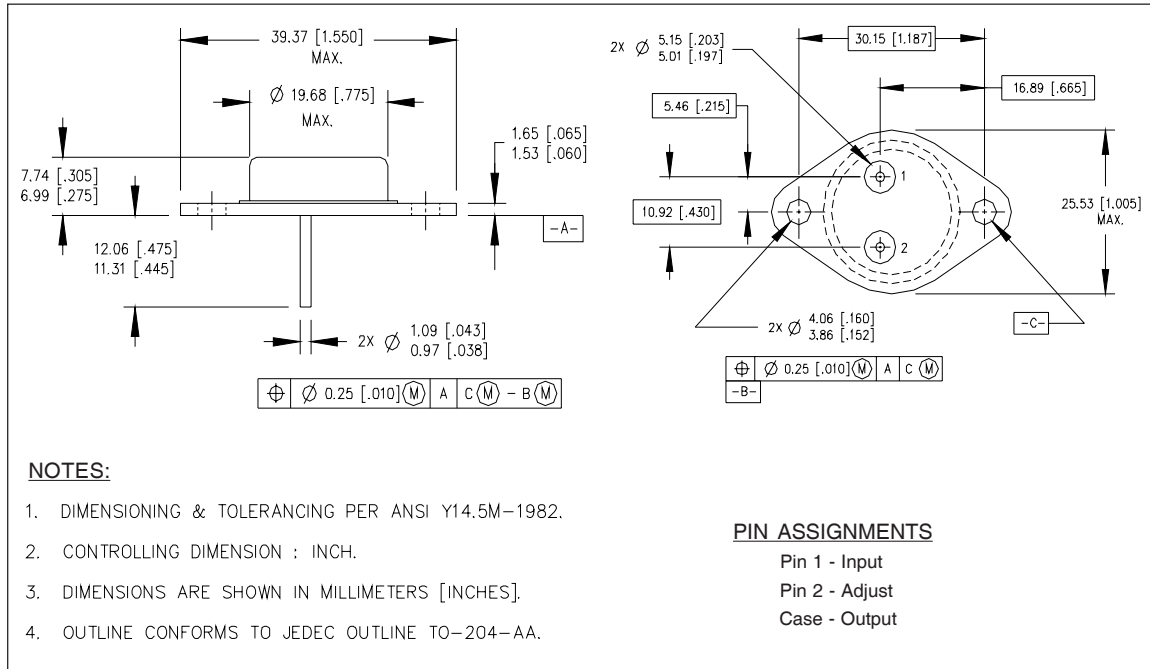 39.37 [1.550]
MAX.
Ø 19.68 [.775]
MAX.
7.74 [.305]
6.99 [.275]
1.65 [.065]
1.53 [.060]
-A-
12.06 [.475]
11.31 [.445]
2X Ø 1.09 [.043]
0.97 [.038]
⌖ Ø 0.25 [.010] Ⓜ A C Ⓜ - B Ⓜ
2X Ø 5.15 [.203]
5.01 [.197]
30.15 [1.187]
16.89 [.665]
5.46 [.215]
10.92 [.430]
1
2
25.53 [1.005]
MAX.
2X Ø 4.06 [.160]
3.86 [.152]
-C-
⌖ Ø 0.25 [.010] Ⓜ A C Ⓜ
-B-
NOTES:
1. DIMENSIONING & TOLERANCING PER ANSI Y14.5M-1982.
2. CONTROLLING DIMENSION : INCH.
3. DIMENSIONS ARE SHOWN IN MILLIMETERS [INCHES].
4. OUTLINE CONFORMS TO JEDEC OUTLINE TO-204-AA.
PIN ASSIGNMENTS
Pin 1 - Input
Pin 2 - Adjust
Case - Output